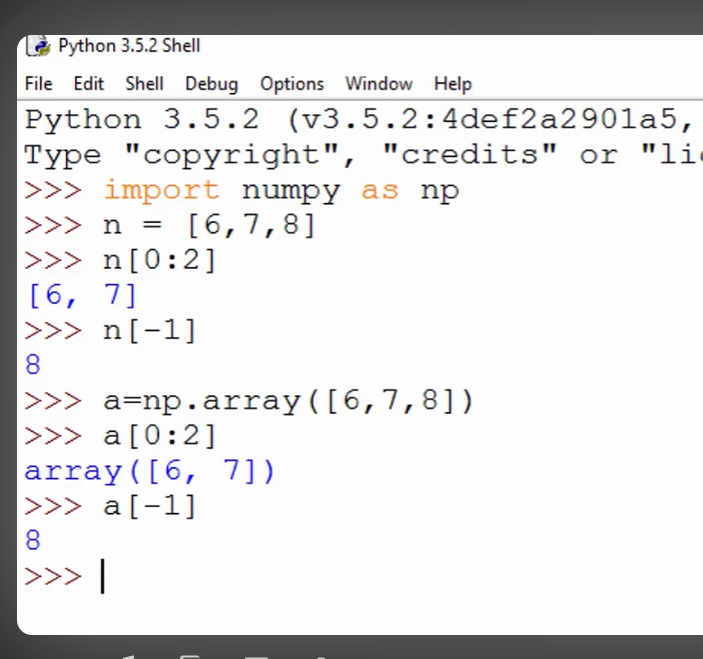 Python 3.5.2 Shell
File Edit Shell Debug Options Window Help
Python 3.5.2 (v3.5.2:4def2a2901a5,
Type "copyright", "credits" or "lic
>>> import numpy as np
>>> n = [6,7,8]
>>> n[0:2]
[6, 7]
>>> n[-1]
8
>>> a=np.array([6,7,8])
>>> a[0:2]
array([6, 7])
>>> a[-1]
8
>>>